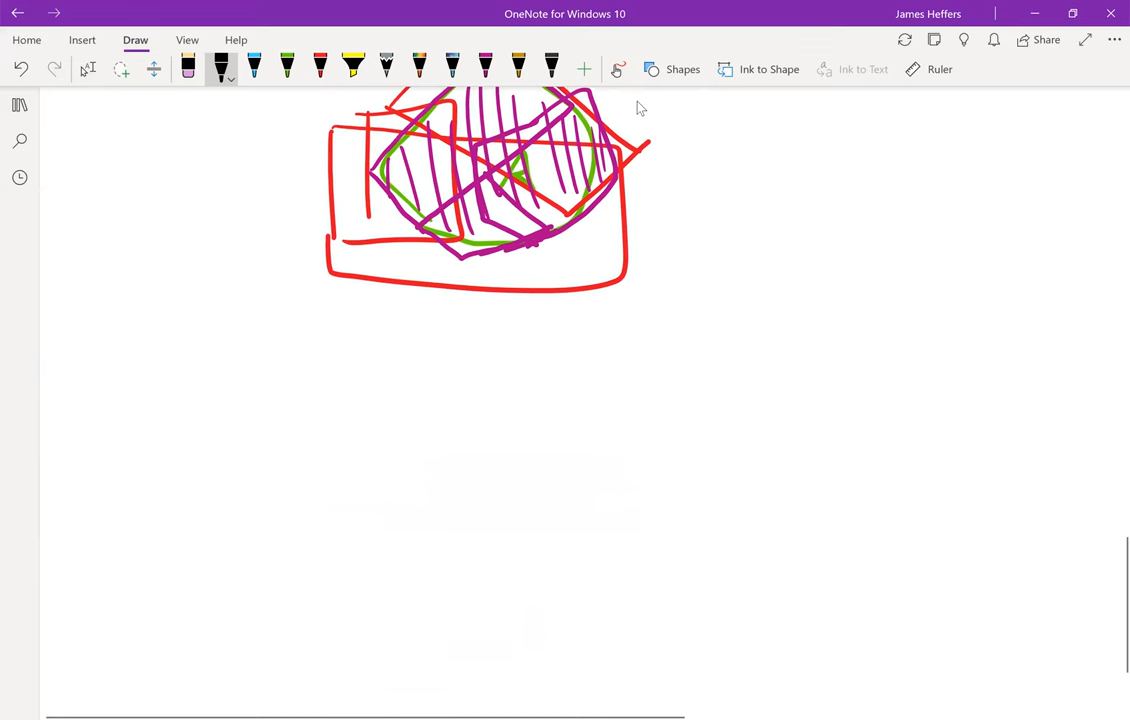 OneNote for Windows 10
James Heffers
Home
Insert
Draw
View
Help
Share
Shapes
Ink to Shape
Ink to Text
Ruler
A